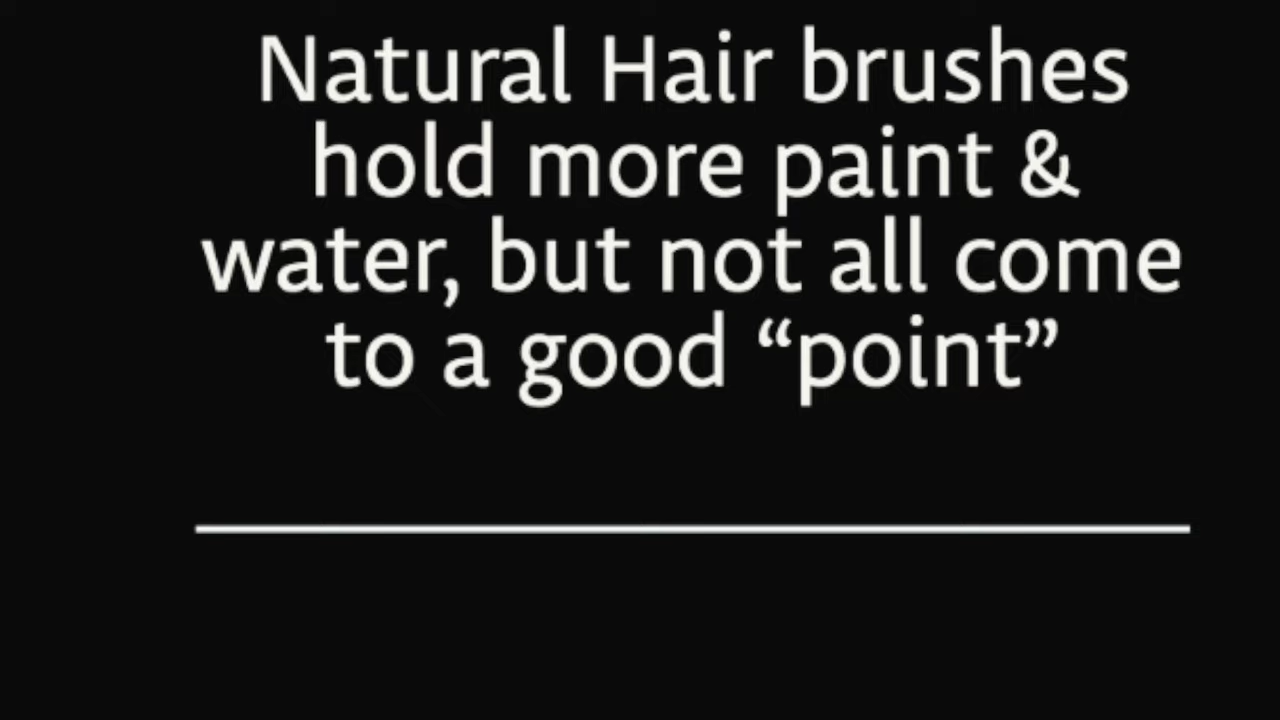 Natural Hair brushes
hold more paint &
water, but not all come
to a good “point”